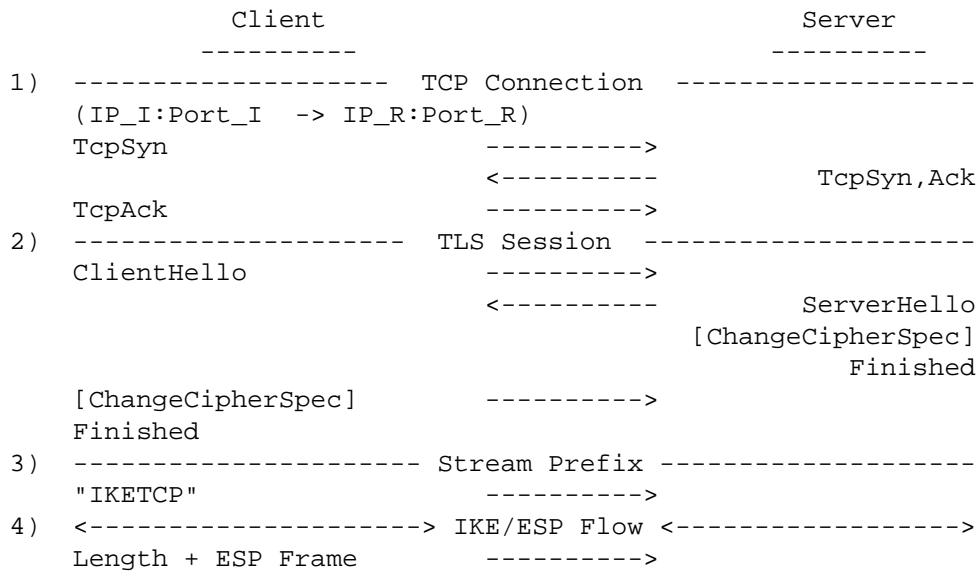 Client                              Server
            ----------                          ----------
1)  --------------------  TCP Connection  -------------------
    (IP_I:Port_I  -> IP_R:Port_R)
    TcpSyn                    ---------->
                              <----------          TcpSyn,Ack
    TcpAck                    ---------->
2)  ---------------------  TLS Session  ---------------------
    ClientHello               ---------->
                              <----------         ServerHello
                                           [ChangeCipherSpec]
                                                     Finished
    [ChangeCipherSpec]        ---------->
    Finished
3)  ---------------------- Stream Prefix --------------------
    "IKETCP"                  ---------->
4)  <---------------------> IKE/ESP Flow <------------------>
    Length + ESP Frame        ---------->